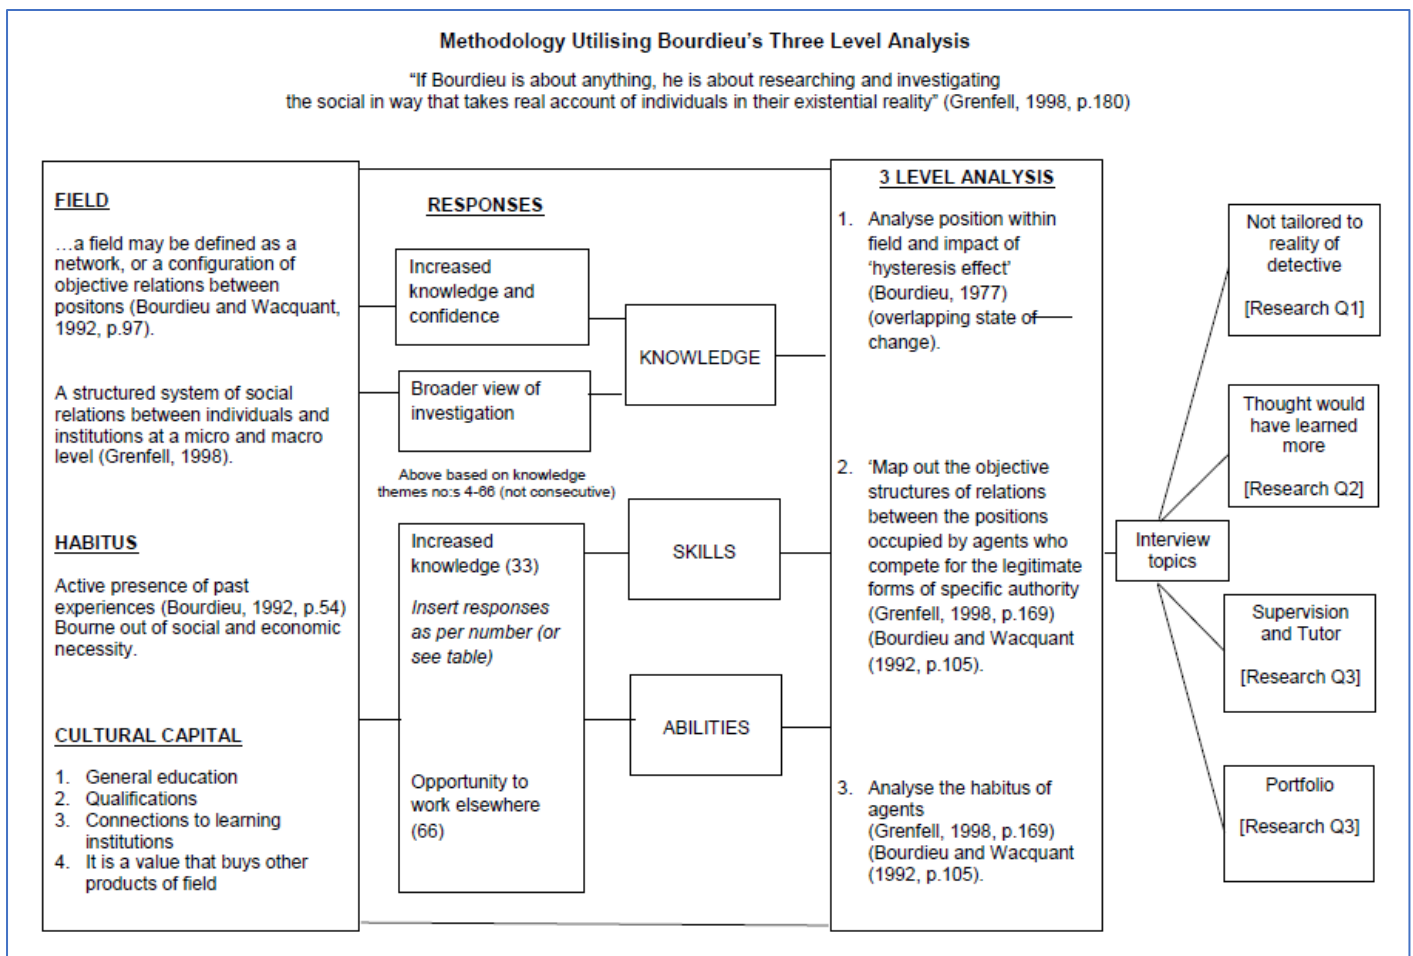 Methodology Utilising Bourdieu's Three Level Analysis
“If Bourdieu is about anything, he is about researching and investigating
the social in way that takes real account of individuals in their existential reality” (Grenfell, 1998, p.180)
FIELD
…a field may be defined as a
network, or a configuration of
objective relations between
positons (Bourdieu and Wacquant,
1992, p.97).
A structured system of social
relations between individuals and
institutions at a micro and macro
level (Grenfell, 1998).
HABITUS
Active presence of past
experiences (Bourdieu, 1992, p.54)
Bourne out of social and economic
necessity.
CULTURAL CAPITAL
1. General education
2. Qualifications
3. Connections to learning
institutions
4. It is a value that buys other
products of field
RESPONSES
Increased
knowledge and
confidence
Broader view of
investigation
Above based on knowledge
themes no:s 4-66 (not consecutive)
Increased
knowledge (33)
Insert responses
as per number (or
see table)
Opportunity to
work elsewhere
(66)
KNOWLEDGE
SKILLS
ABILITIES
3 LEVEL ANALYSIS
1. Analyse position within
field and impact of
‘hysteresis effect’
(Bourdieu, 1977)
(overlapping state of
change).
2. ‘Map out the objective
structures of relations
between the positions
occupied by agents who
compete for the legitimate
forms of specific authority
(Grenfell, 1998, p.169)
(Bourdieu and Wacquant
(1992, p.105).
3. Analyse the habitus of
agents
(Grenfell, 1998, p.169)
(Bourdieu and Wacquant
(1992, p.105).
Interview
topics
Not tailored to
reality of
detective
[Research Q1]
Thought would
have learned
more
[Research Q2]
Supervision
and Tutor
[Research Q3]
Portfolio
[Research Q3]